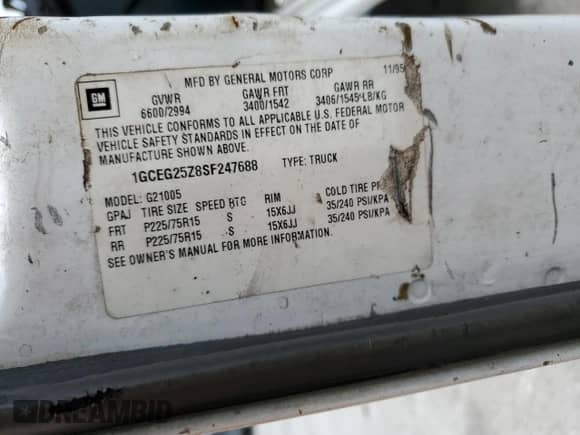 GM
MFD BY GENERAL MOTORS CORP 11/95
GVWR GAWR FRT GAWR RR
6600/2994 3400/1542 3406/1545 LB/KG
THIS VEHICLE CONFORMS TO ALL APPLICABLE U.S. FEDERAL MOTOR
VEHICLE SAFETY STANDARDS IN EFFECT ON THE DATE OF
MANUFACTURE SHOWN ABOVE.
1GCEG25Z8SF247688 TYPE: TRUCK
MODEL: G21005
GPAJ TIRE SIZE SPEED RTG RIM COLD TIRE
FRT P225/75R15 S 15X6JJ 35/240 PSI/KPA
RR P225/75R15 S 15X6JJ 35/240 PSI/KPA
SEE OWNER'S MANUAL FOR MORE INFORMATION.
DREAMBID